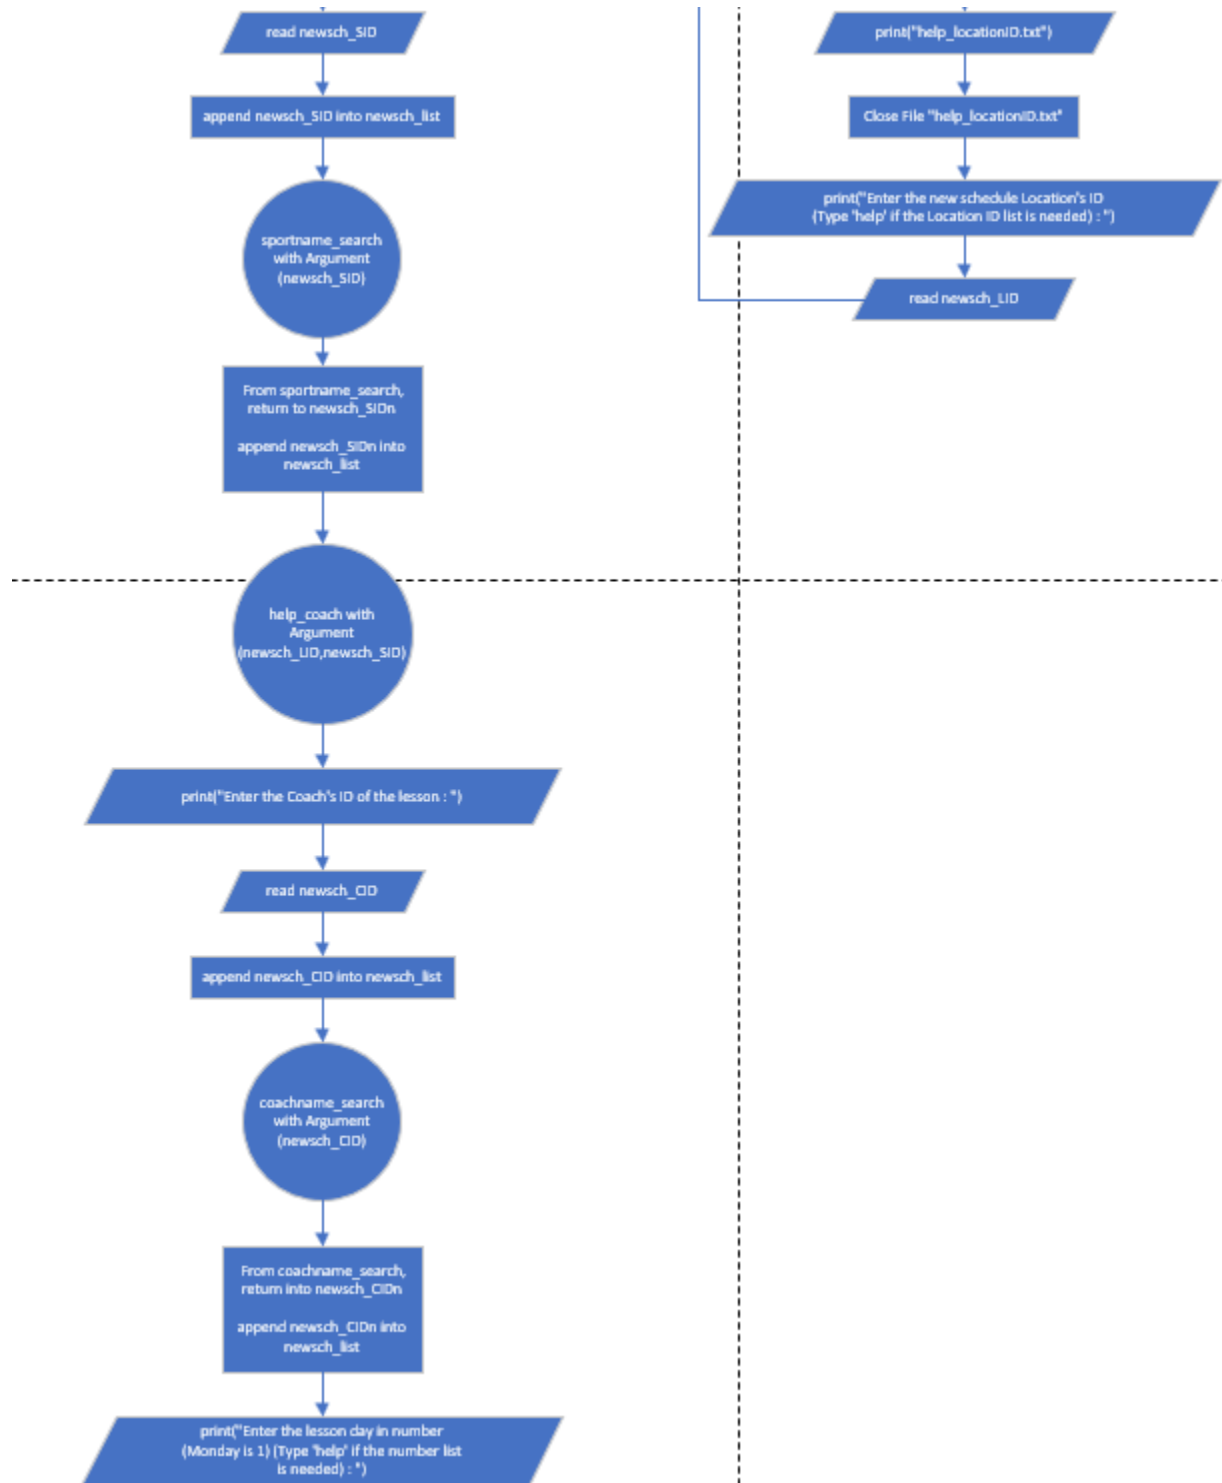 read newsch_SID
append newsch_SID into newsch_list
sportname_search
with Argument
(newsch_SID)
From sportname_search,
return to newsch_SIDn
append newsch_SIDn into
newsch_list
help_coach with
Argument
(newsch_LID,newsch_SID)
print("Enter the Coach's ID of the lesson : ")
read newsch_CID
append newsch_CID into newsch_list
coachname_search
with Argument
(newsch_CID)
From coachname_search,
return into newsch_CIDn
append newsch_CIDn into
newsch_list
print("Enter the lesson day in number
(Monday is 1) (Type 'help' if the number list
is needed) : ")
print("help_locationID.txt")
Close File "help_locationID.txt"
print("Enter the new schedule Location's ID
(Type 'help' if the Location ID list is needed) : ")
read newsch_LID